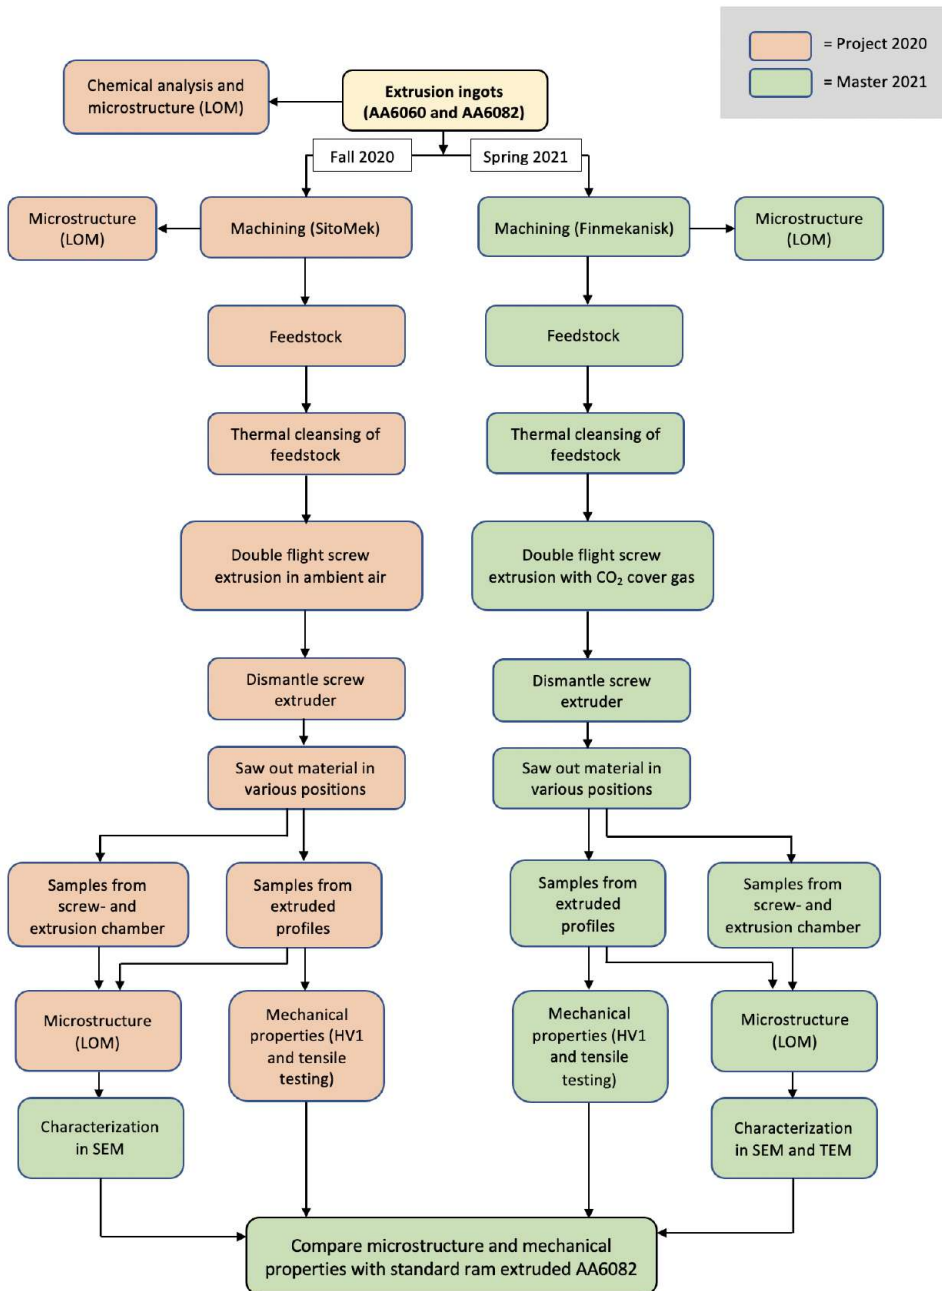 = Project 2020
= Master 2021
Chemical analysis and
microstructure (LOM)
Extrusion ingots
(AA6060 and AA6082)
Fall 2020
Spring 2021
Microstructure
(LOM)
Machining (SitoMek)
Machining (Finmekanisk)
Microstructure
(LOM)
Feedstock
Feedstock
Thermal cleansing of
feedstock
Thermal cleansing of
feedstock
Double flight screw
extrusion in ambient air
Double flight screw
extrusion with CO₂ cover gas
Dismantle screw
extruder
Dismantle screw
extruder
Saw out material in
various positions
Saw out material in
various positions
Samples from
screw- and
extrusion chamber
Samples from
extruded
profiles
Samples from
extruded
profiles
Samples from
screw- and
extrusion chamber
Microstructure
(LOM)
Mechanical
properties (HV1
and tensile
testing)
Mechanical
properties (HV1
and tensile
testing)
Microstructure
(LOM)
Characterization
in SEM
Characterization
in SEM and TEM
Compare microstructure and mechanical
properties with standard ram extruded AA6082